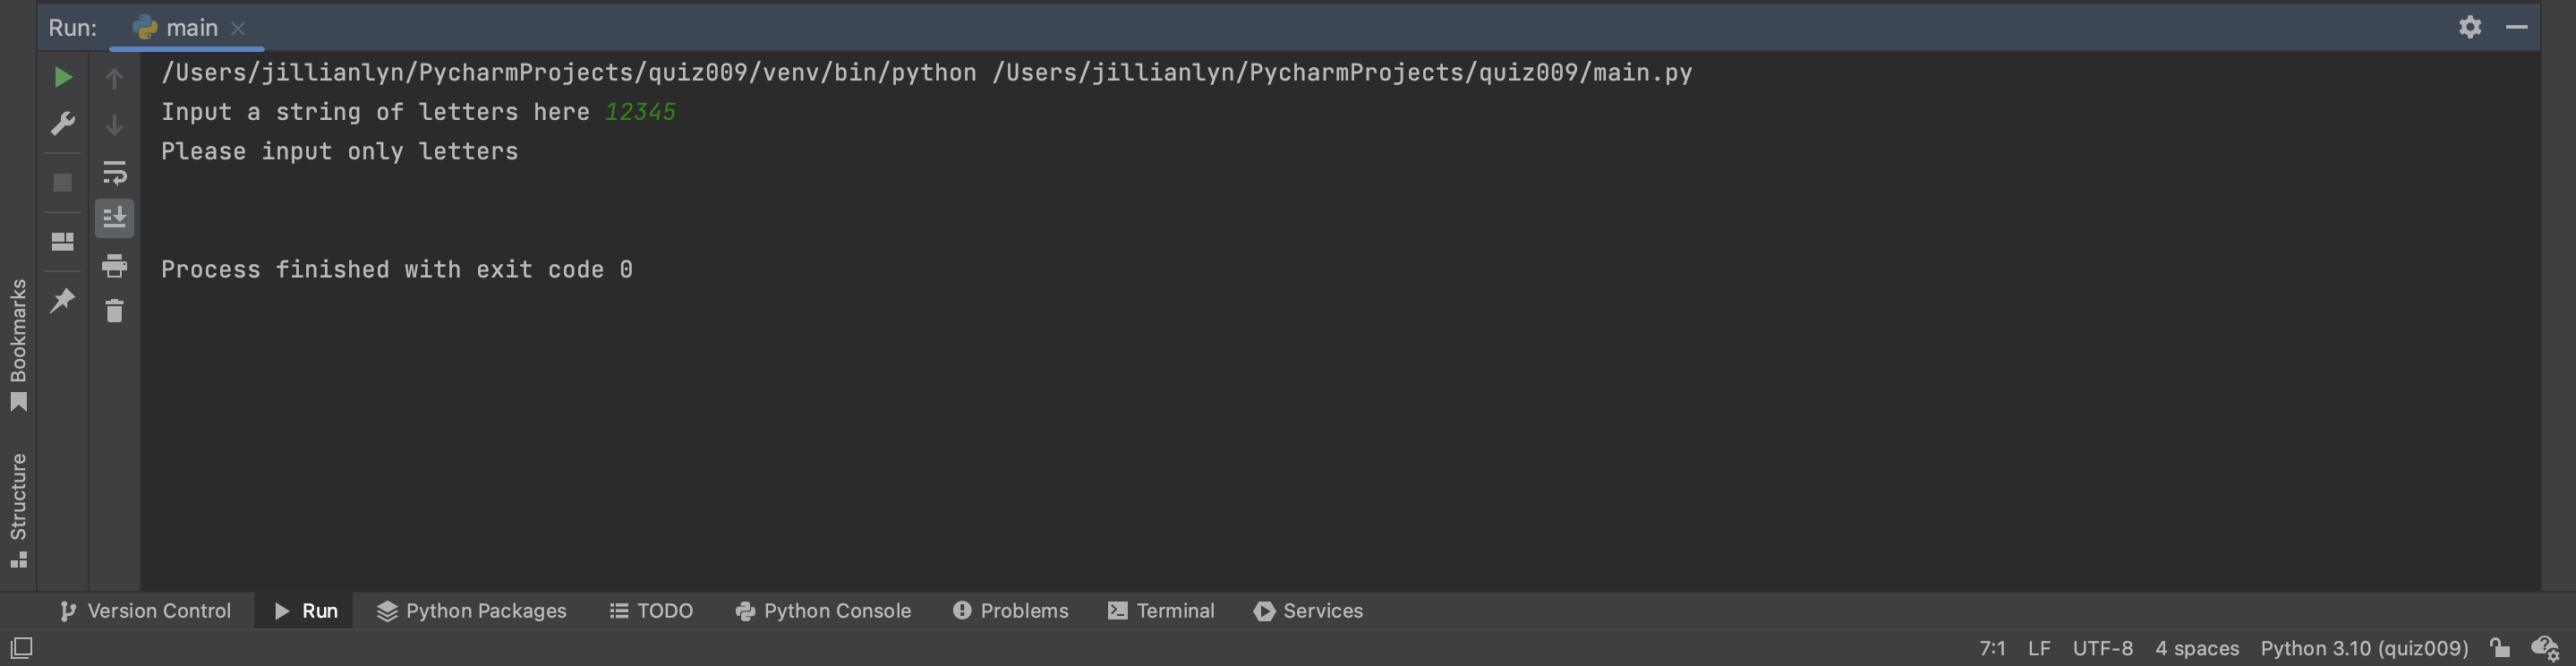 Run: main
/Users/jillianlyn/PycharmProjects/quiz009/venv/bin/python /Users/jillianlyn/PycharmProjects/quiz009/main.py
Input a string of letters here 12345
Please input only letters
Process finished with exit code 0
Bookmarks
Structure
Version Control Run Python Packages TODO Python Console Problems Terminal Services
7:1 LF UTF-8 4 spaces Python 3.10 (quiz009)